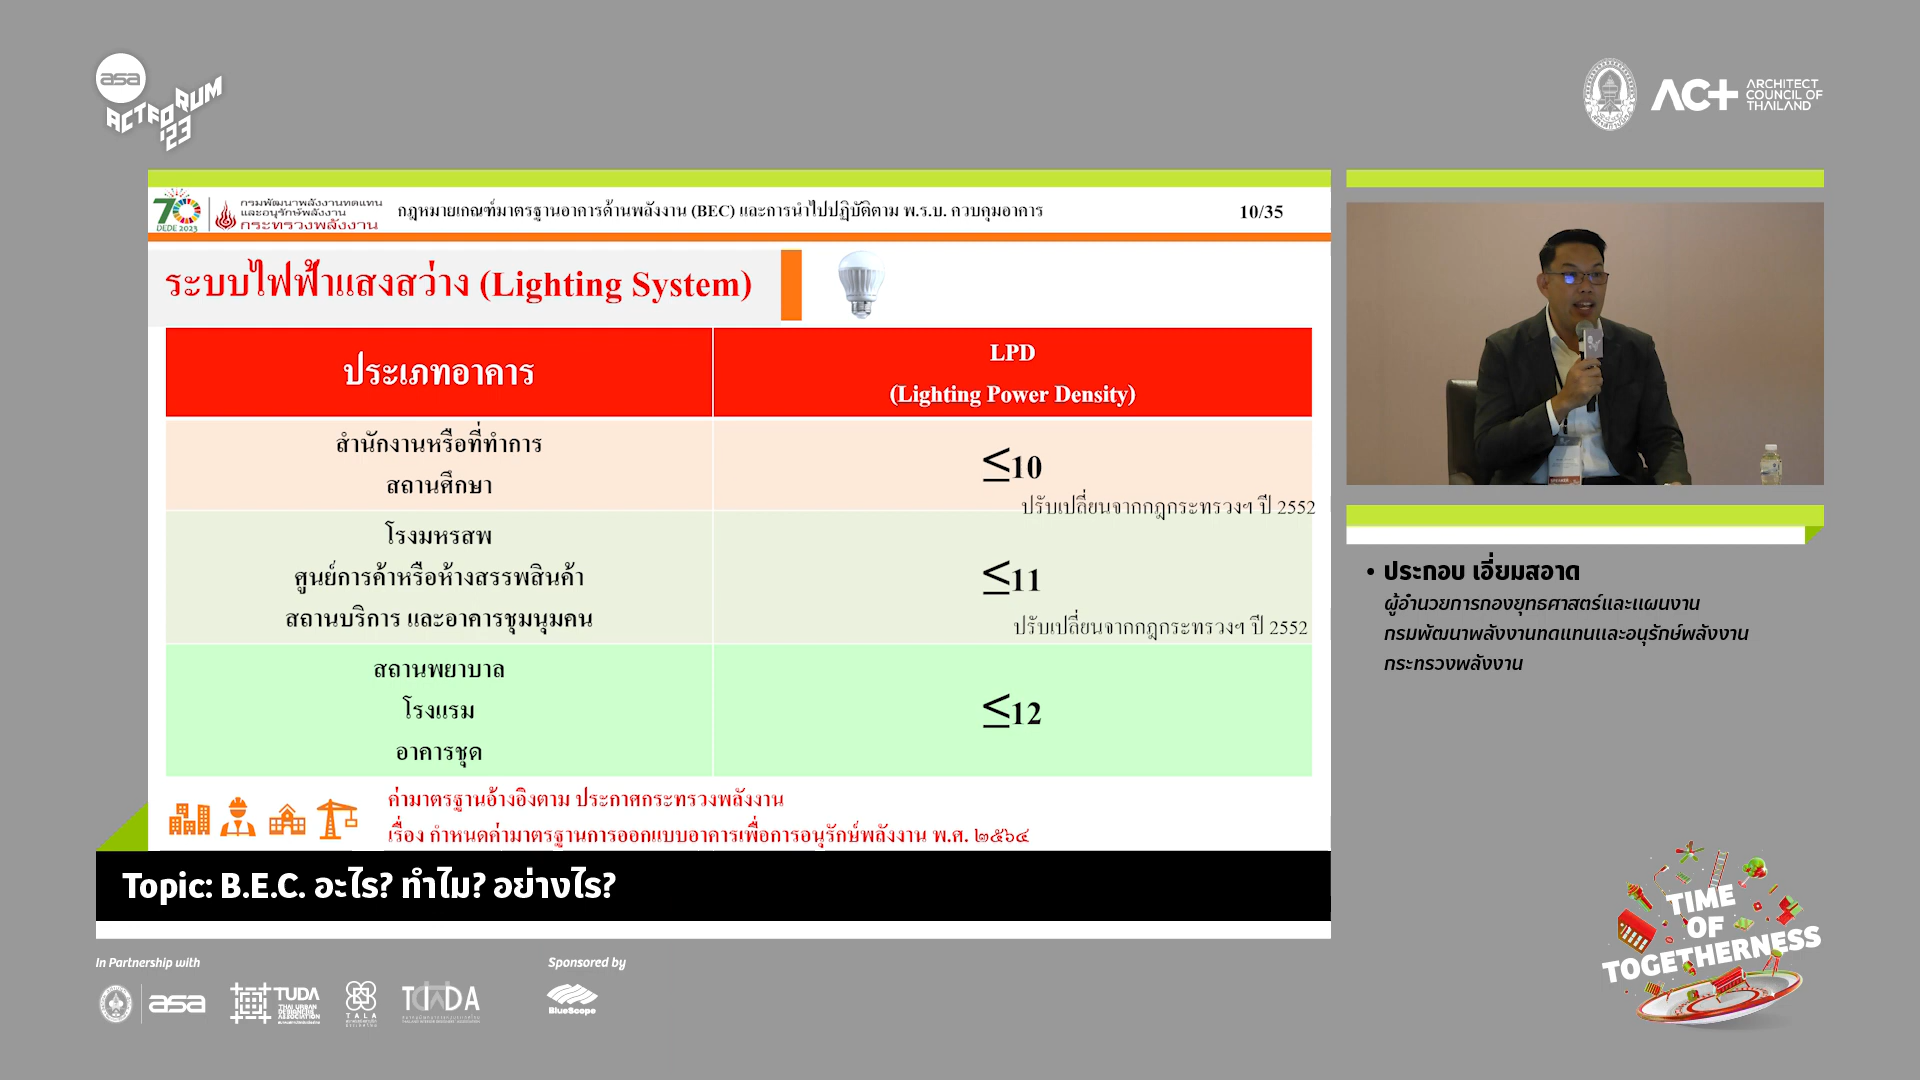 asa
ACTFORUM
'23
ACT
ARCHITECT
COUNCIL OF
THAILAND
70
DEDE 2023
กรมพัฒนาพลังงานทดแทน
และอนุรักษ์พลังงาน
กระทรวงพลังงาน
กฎหมายเกณฑ์มาตรฐานอาคารด้านพลังงาน (BEC) และการนำไปปฏิบัติตาม พ.ร.บ. ควบคุมอาคาร
10/35
ระบบไฟฟ้าแสงสว่าง (Lighting System)
ประเภทอาคาร
LPD
(Lighting Power Density)
สำนักงานหรือที่ทำการ
สถานศึกษา
≤10
ปรับเปลี่ยนจากกฎกระทรวงฯ ปี 2552
โรงมหรสพ
ศูนย์การค้าหรือห้างสรรพสินค้า
สถานบริการ และอาคารชุมนุมคน
≤11
ปรับเปลี่ยนจากกฎกระทรวงฯ ปี 2552
สถานพยาบาล
โรงแรม
อาคารชุด
≤12
ค่ามาตรฐานอ้างอิงตาม ประกาศกระทรวงพลังงาน
เรื่อง กำหนดค่ามาตรฐานการออกแบบอาคารเพื่อการอนุรักษ์พลังงาน พ.ศ. ๒๕๖๔
• ประกอบ เอี่ยมสอาด
ผู้อำนวยการกองยุทธศาสตร์และแผนงาน
กรมพัฒนาพลังงานทดแทนและอนุรักษ์พลังงาน
กระทรวงพลังงาน
Topic: B.E.C. อะไร? ทำไม? อย่างไร?
TIME
OF
TOGETHERNESS
In Partnership with
Sponsored by
asa
TUDA
THAI URBAN
DESIGNERS
ASSOCIATION
TALA
TIDA
BlueScope